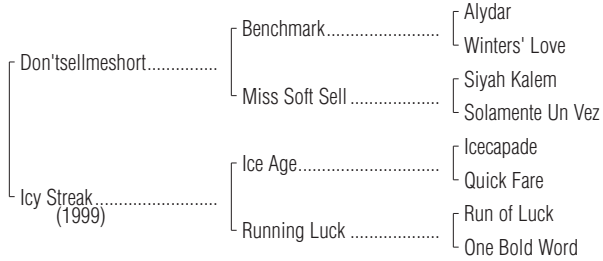 Alydar
Benchmark......................
Winters' Love
Don'tsellmeshort..............
Siyah Kalem
Miss Soft Sell .................
Solamente Un Vez
Icecapade
Ice Age...........................
Quick Fare
Icy Streak........................
(1999)
Run of Luck
Running Luck .................
One Bold Word